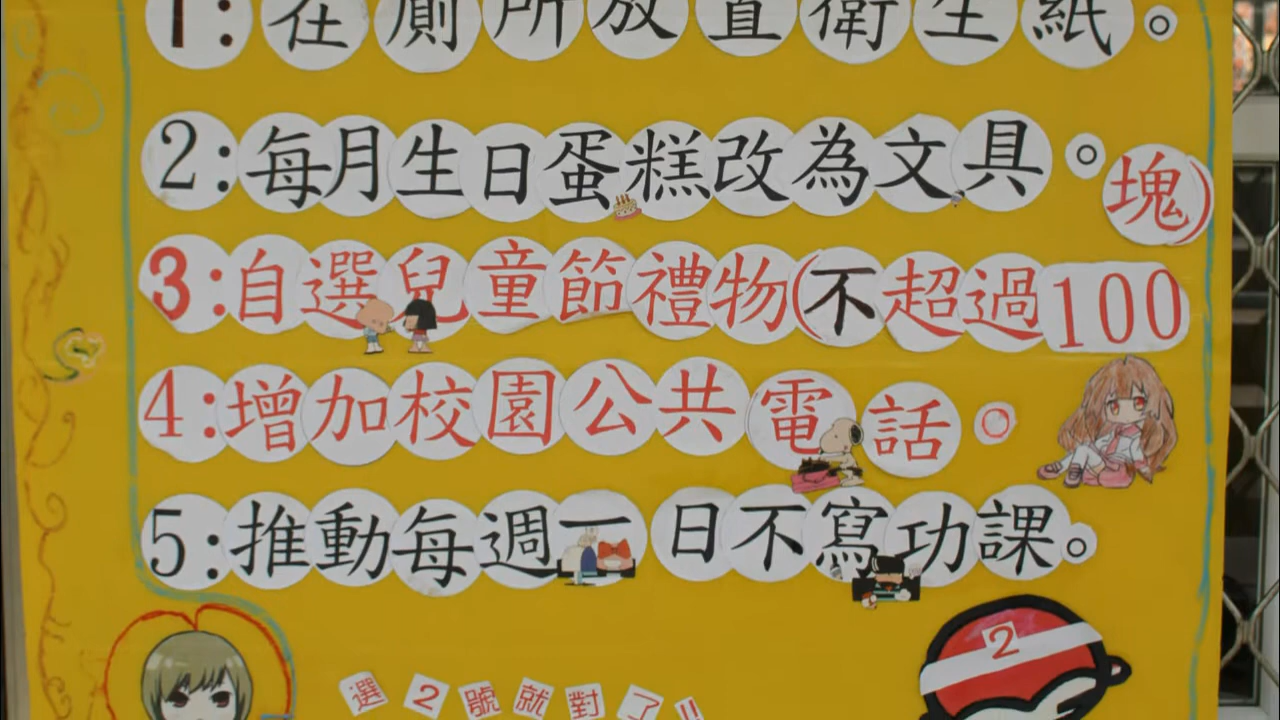 1:在廁所放置衛生紙。
2:每月生日蛋糕改為文具。
3:自選兒童節禮物(不超過100塊)
4:增加校園公共電話。
5:推動每週一日不寫功課。
2
選2號就對了!!